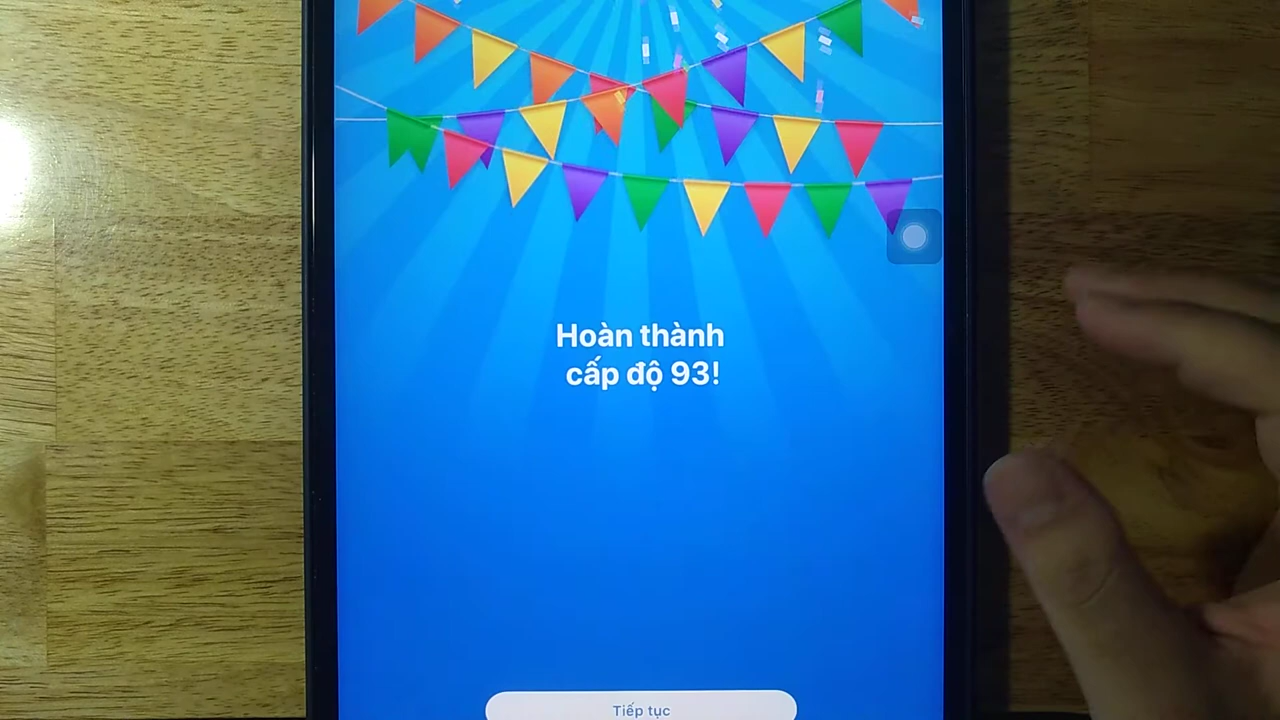 Hoàn thành
cấp độ 93!
Tiếp tục